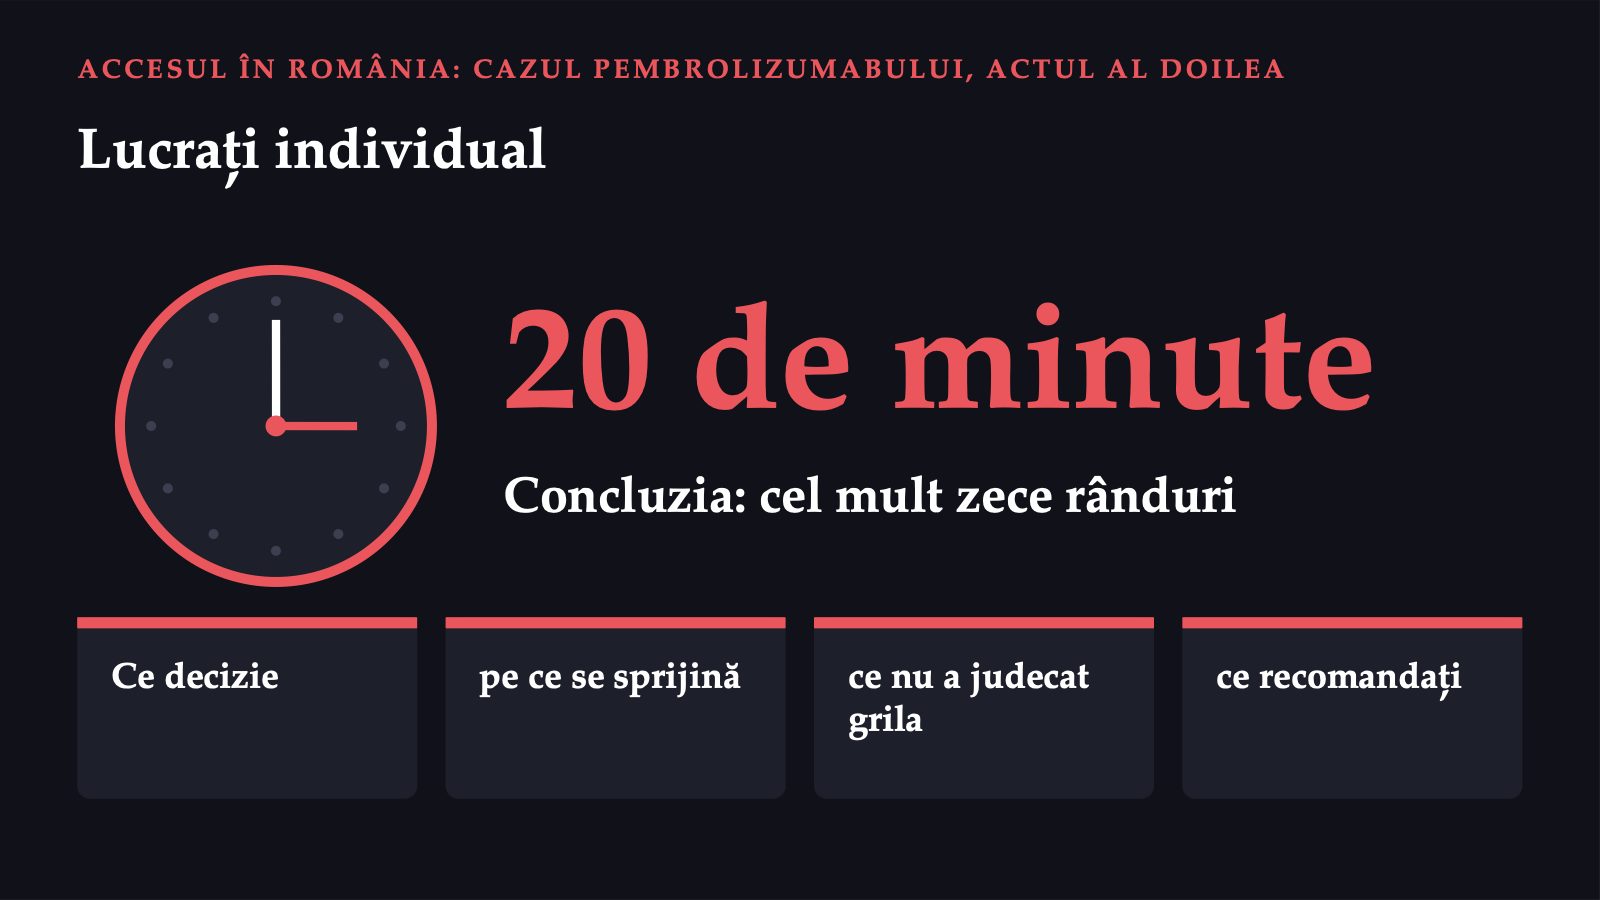 ACCESUL ÎN ROMÂNIA: CAZUL PEMBROLIZUMABULUI, ACTUL AL DOILEA
Lucrați individual
20 de minute
Concluzia: cel mult zece rânduri
Ce decizie
pe ce se sprijină
ce nu a judecat
grila
ce recomandați